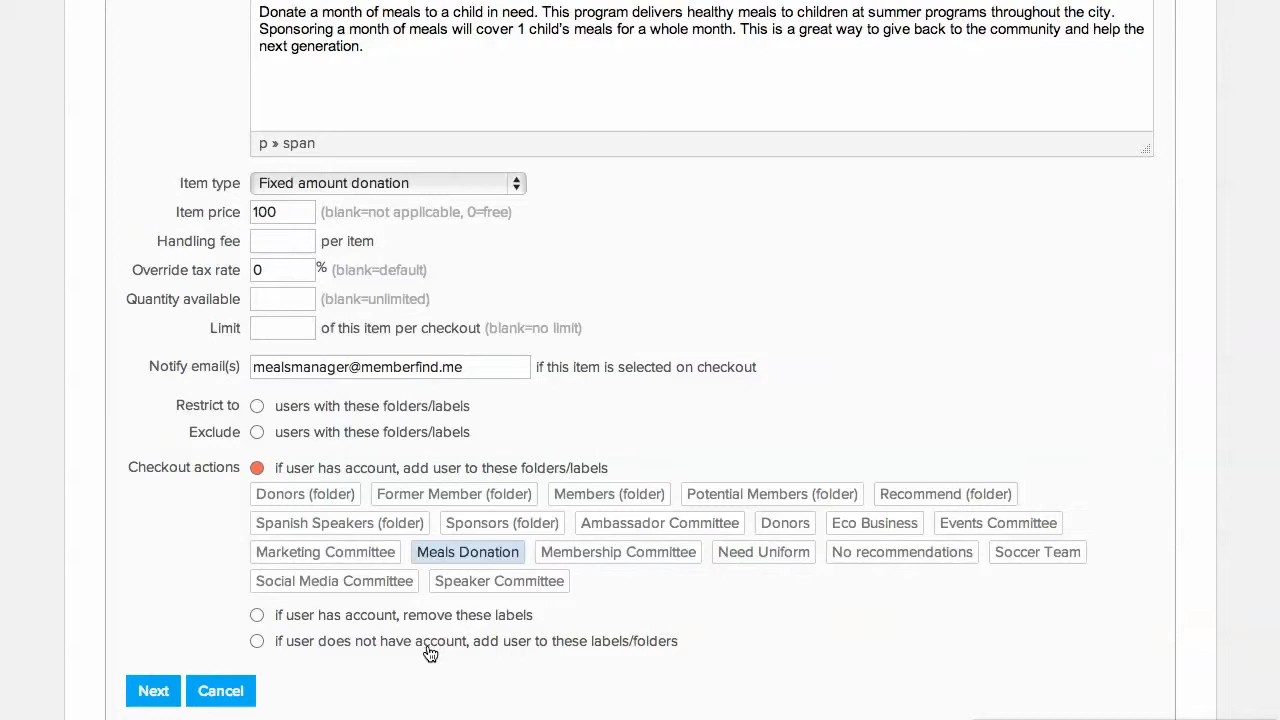 Donate a month of meals to a child in need. This program delivers healthy meals to children at summer programs throughout the city.
Sponsoring a month of meals will cover 1 child's meals for a whole month. This is a great way to give back to the community and help the
next generation.
p » span
Item type Fixed amount donation
Item price 100 (blank=not applicable, 0=free)
Handling fee per item
Override tax rate 0 % (blank=default)
Quantity available (blank=unlimited)
Limit of this item per checkout (blank=no limit)
Notify email(s) mealsmanager@memberfind.me if this item is selected on checkout
Restrict to users with these folders/labels
Exclude users with these folders/labels
Checkout actions if user has account, add user to these folders/labels
Donors (folder) Former Member (folder) Members (folder) Potential Members (folder) Recommend (folder)
Spanish Speakers (folder) Sponsors (folder) Ambassador Committee Donors Eco Business Events Committee
Marketing Committee Meals Donation Membership Committee Need Uniform No recommendations Soccer Team
Social Media Committee Speaker Committee
if user has account, remove these labels
if user does not have account, add user to these labels/folders
Next Cancel